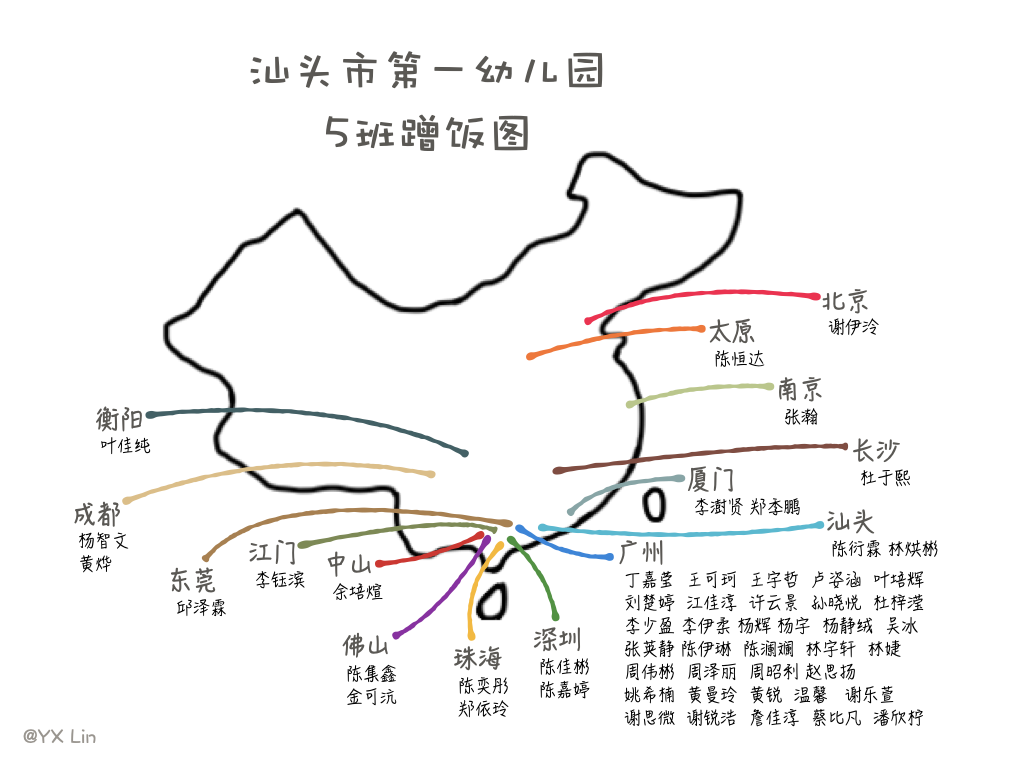 汕头市第一幼儿园
5班蹭饭图
北京
谢伊泠
太原
陈恒达
南京
张瀚
衡阳
叶佳纯
长沙
杜于熙
厦门
李澍贤 郑本鹏
成都
杨智文
黄烨
汕头
陈衍霖 林烘彬
东莞
邱泽霖
江门
李钰滨
中山
余培煊
广州
丁嘉莹 王可珂 王宇哲 卢姿涵 叶培辉
刘楚婷 江佳淳 许云景 孙晓悦 杜梓滢
李少盈 李伊柔 杨辉 杨宇 杨静绒 吴冰
张英静 陈伊琳 陈澜斓 林字轩 林婕
周伟彬 周泽丽 周昭利 赵思扬
姚希楠 黄曼玲 黄锐 温馨 谢乐萱
谢思微 谢锐浩 詹佳淳 蔡比凡 潘欣柠
佛山
陈集鑫
金可沆
珠海
陈奕彤
郑依玲
深圳
陈佳彬
陈嘉婷
@YX Lin